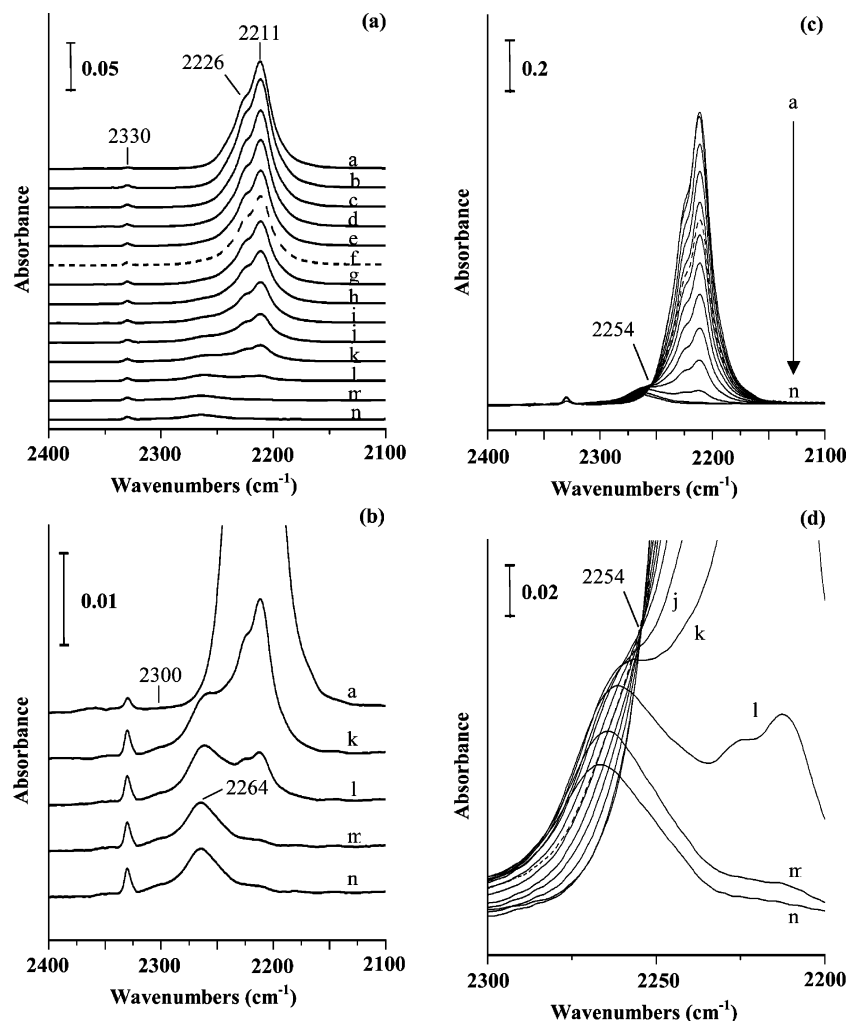 (a)
2211
2226
0.05
2330
a
b
c
d
e
f
g
h
i
j
k
l
m
n
Absorbance
2400 2300 2200 2100
Wavenumbers (cm-1)
(c)
0.2
a
2254
n
Absorbance
2400 2300 2200 2100
Wavenumbers (cm-1)
(b)
0.01
2300
a
k
l
2264
m
n
Absorbance
2400 2300 2200 2100
Wavenumbers (cm-1)
(d)
2254
0.02
j
k
l
m
n
Absorbance
2300 2250 2200
Wavenumbers (cm-1)